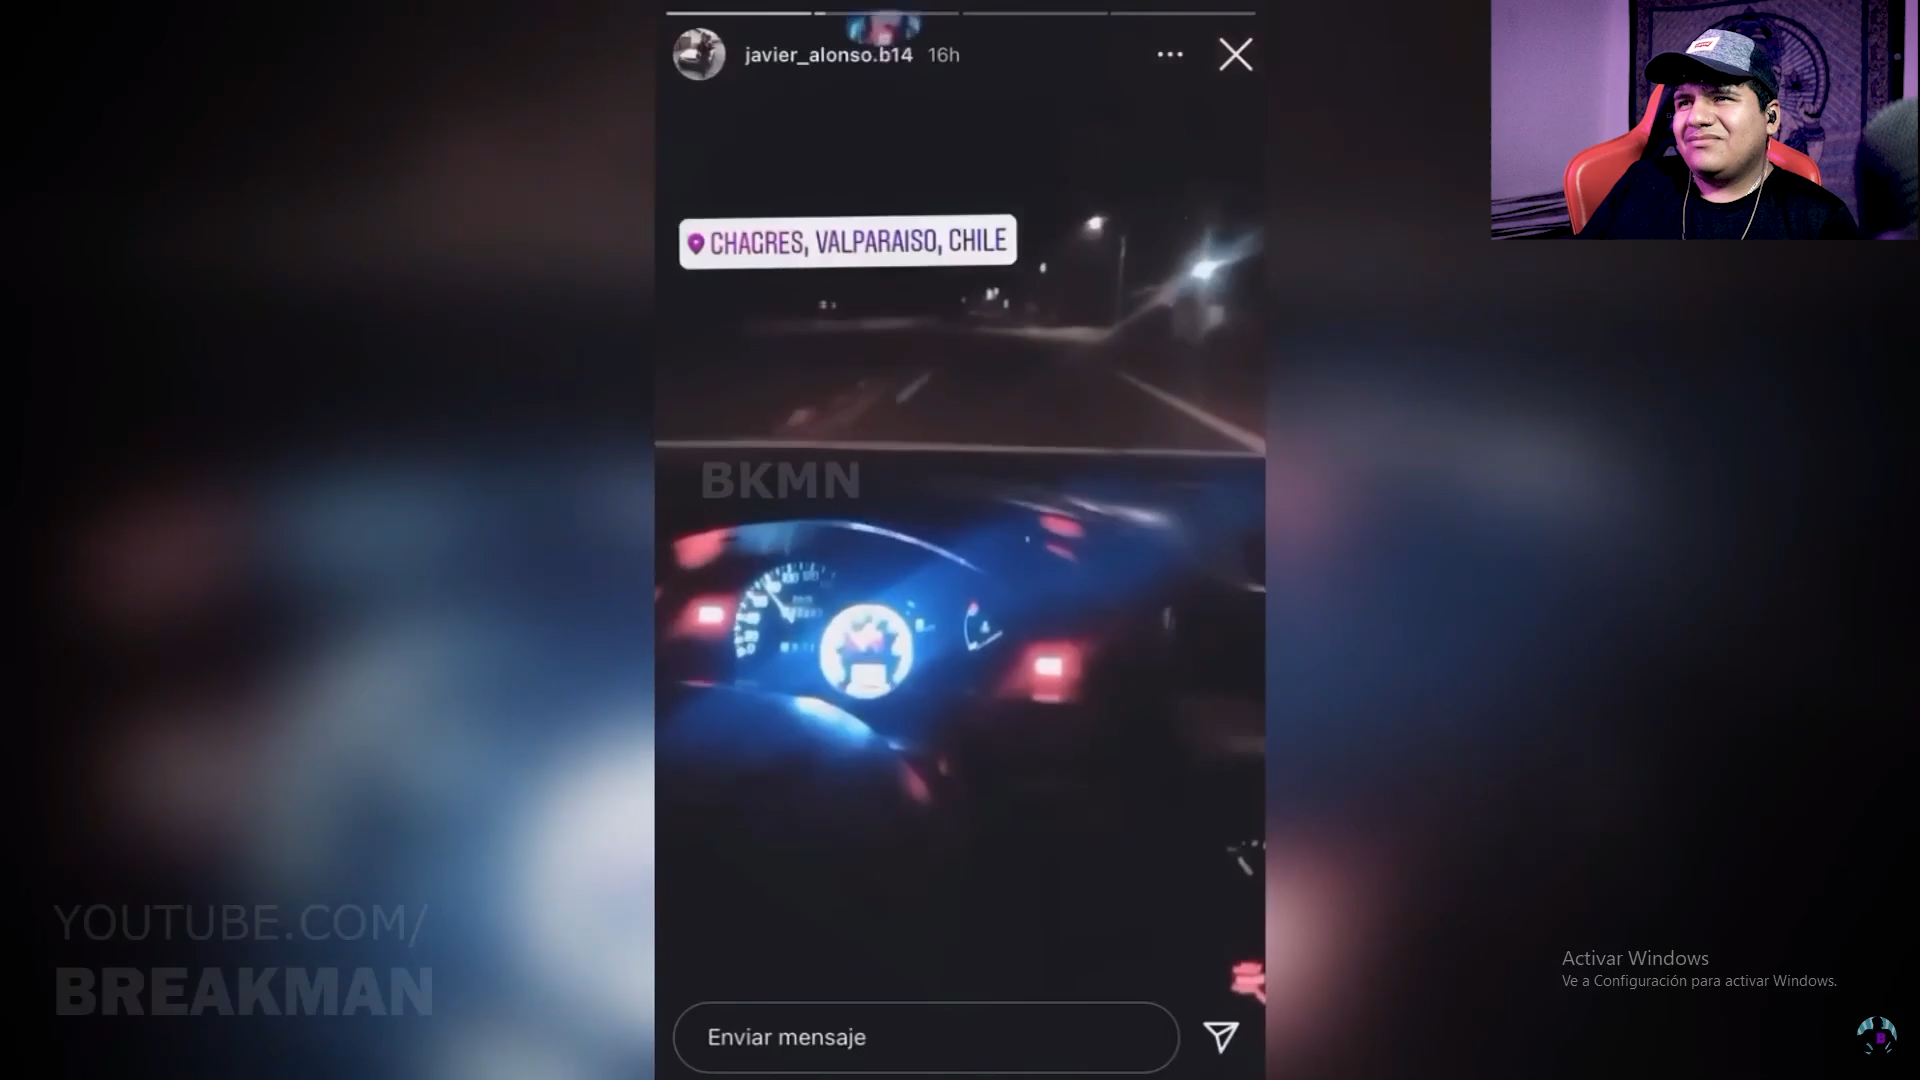 javier_alonso.b14 16h
CHAGRES, VALPARAISO, CHILE
BKMN
YOUTUBE.COM/
BREAKMAN
Activar Windows
Ve a Configuración para activar Windows.
Enviar mensaje